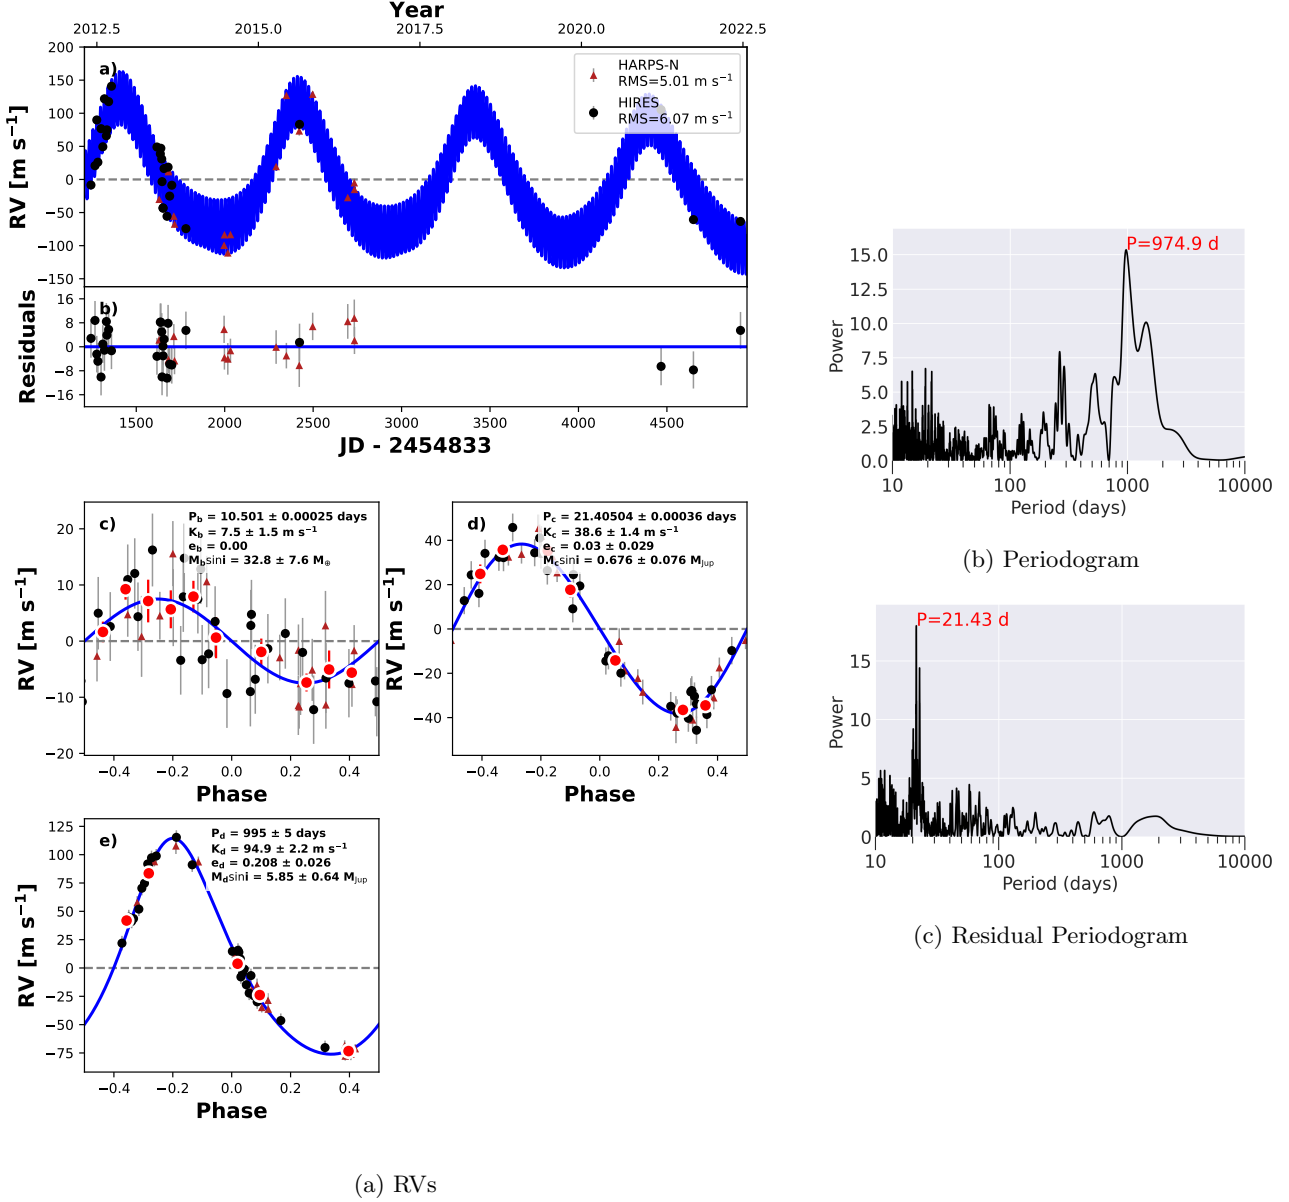 Year
2012.5 2015.0 2017.5 2020.0 2022.5
200
150
100
50
0
−50
−100
−150
RV [m s⁻¹]
a)
HARPS-N
RMS=5.01 m s⁻¹
HIRES
RMS=6.07 m s⁻¹
16
8
0
−8
−16
Residuals
b)
1500 2000 2500 3000 3500 4000 4500
JD - 2454833
c)
P_b = 10.501 ± 0.00025 days
K_b = 7.5 ± 1.5 m s⁻¹
e_b = 0.00
M_b sini = 32.8 ± 7.6 M⊕
20
10
0
−10
−20
RV [m s⁻¹]
−0.4 −0.2 0.0 0.2 0.4
Phase
d)
P_c = 21.40504 ± 0.00036 days
K_c = 38.6 ± 1.4 m s⁻¹
e_c = 0.03 ± 0.029
M_c sini = 0.676 ± 0.076 M_Jup
40
20
0
−20
−40
RV [m s⁻¹]
−0.4 −0.2 0.0 0.2 0.4
Phase
e)
P_d = 995 ± 5 days
K_d = 94.9 ± 2.2 m s⁻¹
e_d = 0.208 ± 0.026
M_d sini = 5.85 ± 0.64 M_Jup
125
100
75
50
25
0
−25
−50
−75
RV [m s⁻¹]
−0.4 −0.2 0.0 0.2 0.4
Phase
(a) RVs
P=974.9 d
15.0
12.5
10.0
7.5
5.0
2.5
0.0
Power
10 100 1000 10000
Period (days)
(b) Periodogram
P=21.43 d
15
10
5
0
Power
10 100 1000 10000
Period (days)
(c) Residual Periodogram